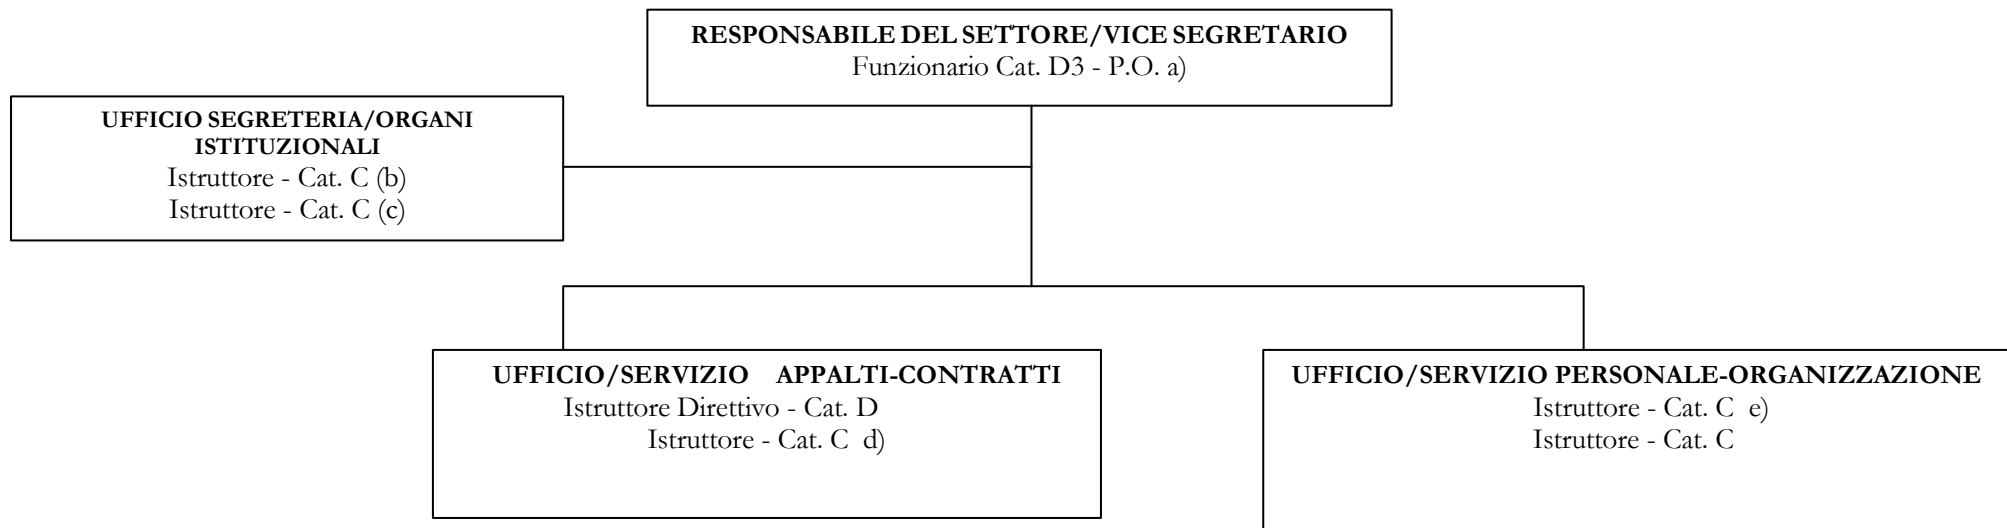 RESPONSABILE DEL SETTORE/VICE SEGRETARIO
Funzionario Cat. D3 - P.O. a)
UFFICIO SEGRETERIA/ORGANI
ISTITUZIONALI
Istruttore - Cat. C (b)
Istruttore - Cat. C (c)
UFFICIO/SERVIZIO APPALTI-CONTRATTI
Istruttore Direttivo - Cat. D
Istruttore - Cat. C d)
UFFICIO/SERVIZIO PERSONALE-ORGANIZZAZIONE
Istruttore - Cat. C e)
Istruttore - Cat. C